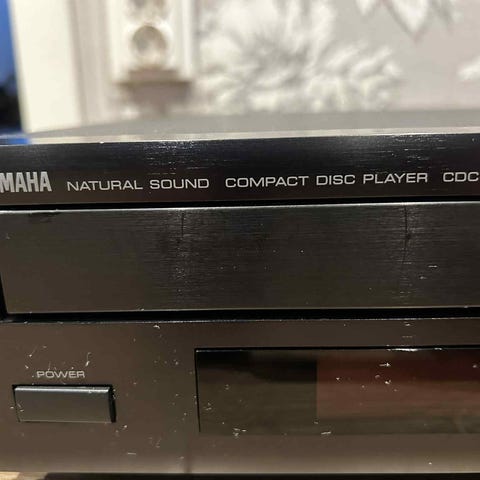 MAHA NATURAL SOUND COMPACT DISC PLAYER CDC
POWER